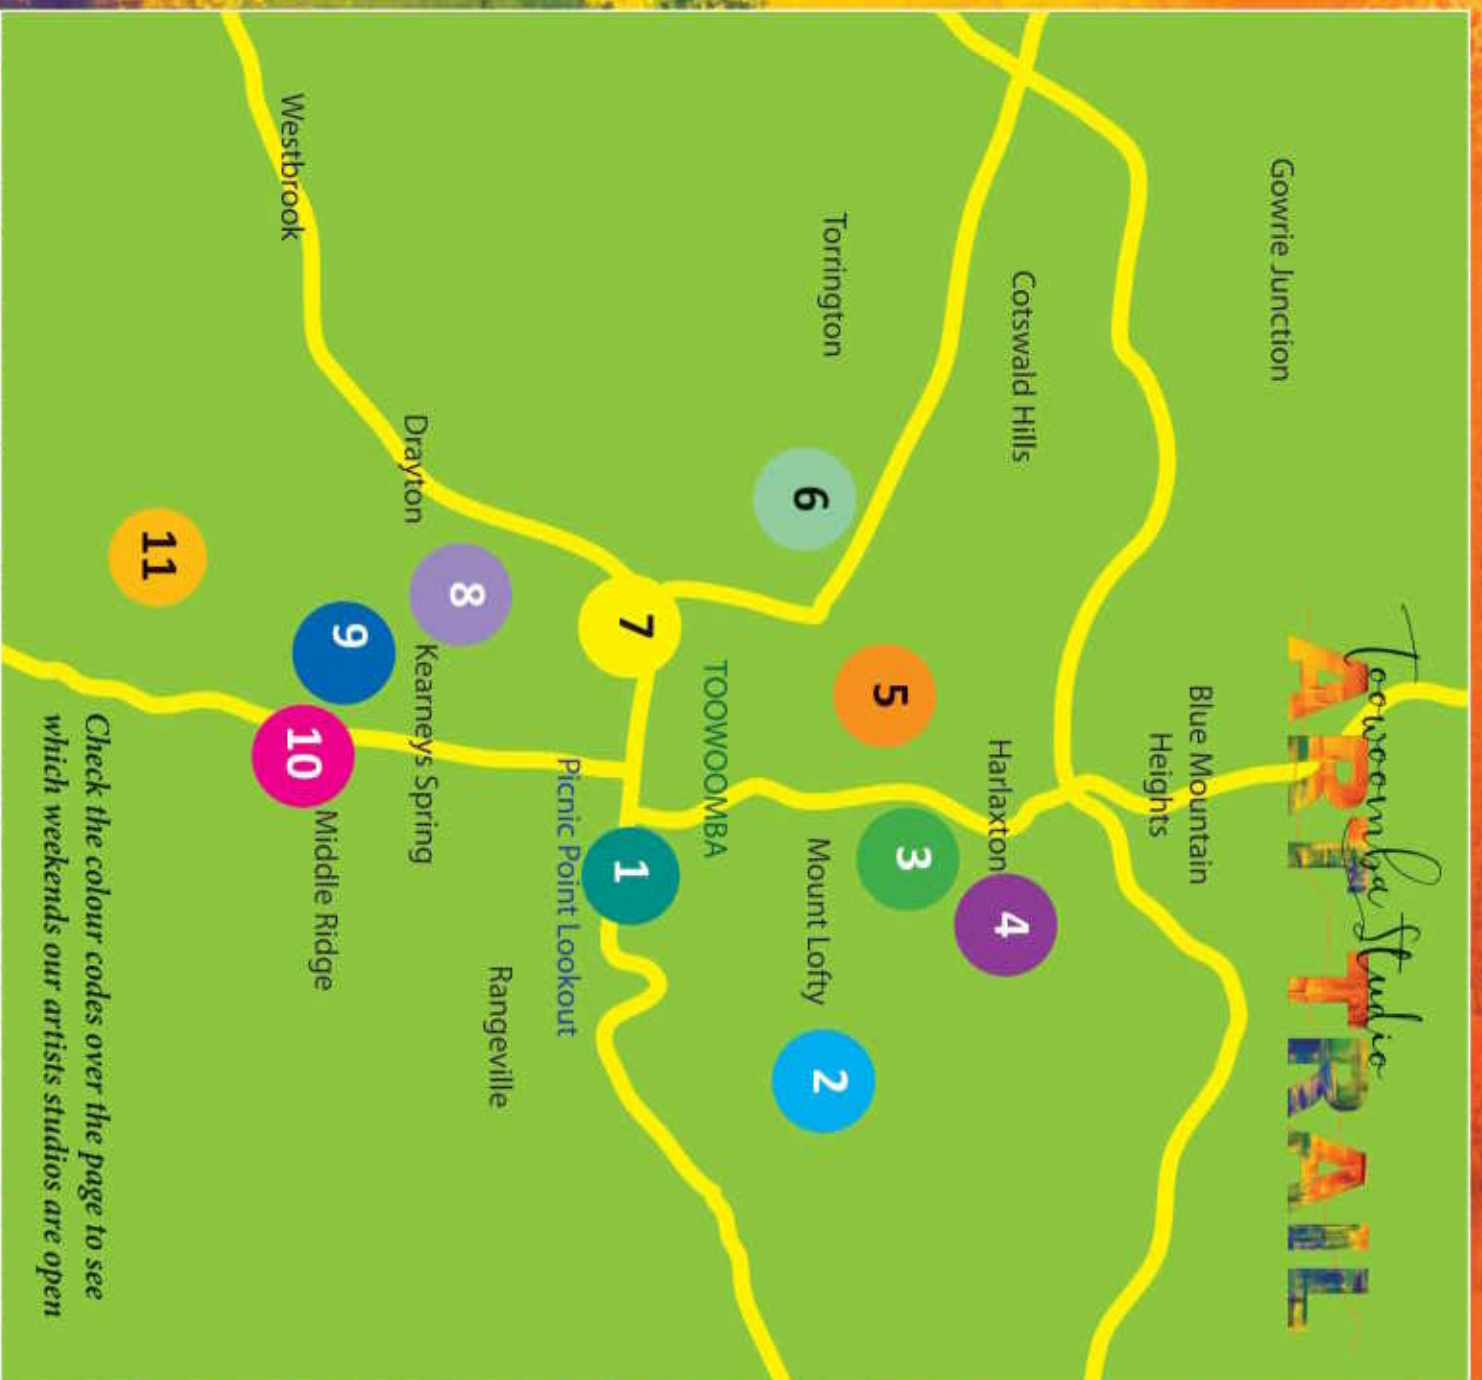 Toowoomba Studio
ART TRAIL
Gowrie Junction
Blue Mountain
Heights
Cotswald Hills
Harlaxton
4
3
5
Torrington
6
Mount Lofty
2
TOOWOOMBA
7
1
Picnic Point Lookout
Rangeville
8
Drayton
Kearneys Spring
9
10
Middle Ridge
Westbrook
11
Check the colour codes over the page to see
which weekends our artists studios are open